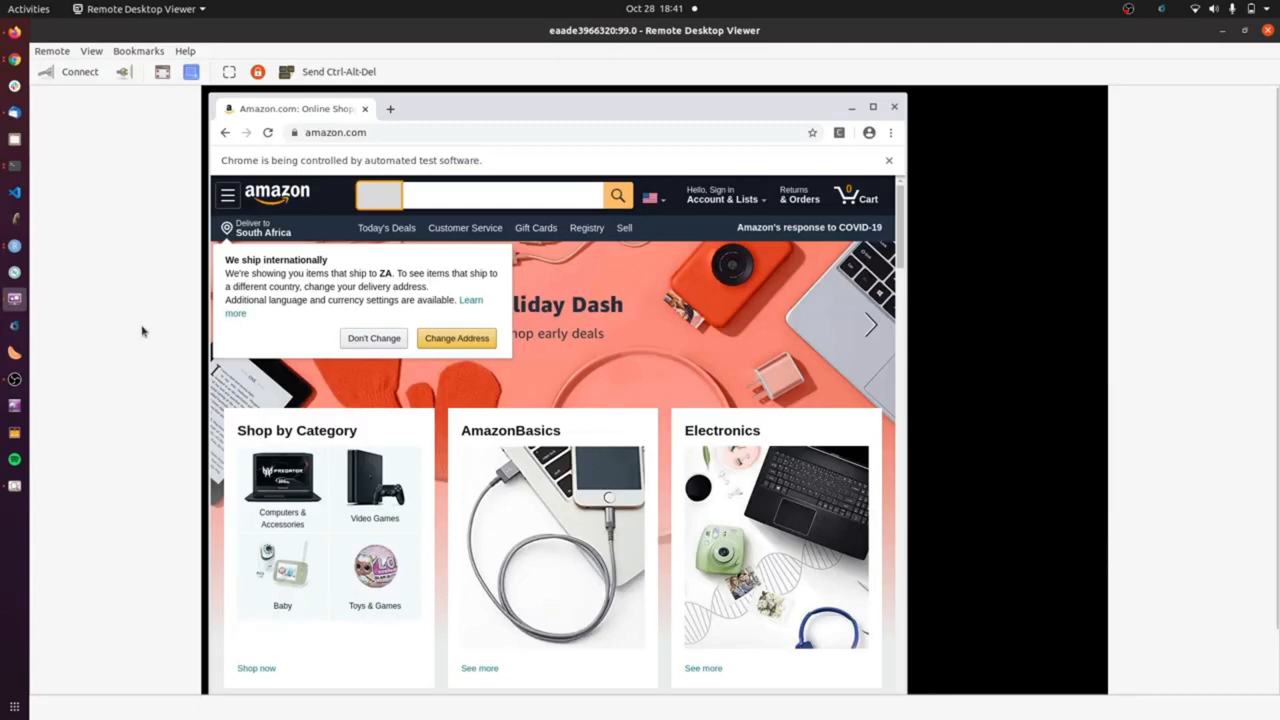 Activities
Remote Desktop Viewer
Oct 28 18:41
eaade3966320:99.0 - Remote Desktop Viewer
Remote View Bookmarks Help
Connect
Send Ctrl-Alt-Del
Amazon.com: Online Shop
amazon.com
Chrome is being controlled by automated test software.
amazon
Hello, Sign in
Account & Lists
Returns
& Orders
0
Cart
Deliver to
South Africa
Today's Deals Customer Service Gift Cards Registry Sell
Amazon's response to COVID-19
We ship internationally
We're showing you items that ship to ZA. To see items that ship to
a different country, change your delivery address.
Additional language and currency settings are available. Learn
more
Don't Change
Change Address
liday Dash
hop early deals
Shop by Category
PREDATOR
Computers &
Accessories
Video Games
Baby
Toys & Games
Shop now
AmazonBasics
See more
Electronics
See more